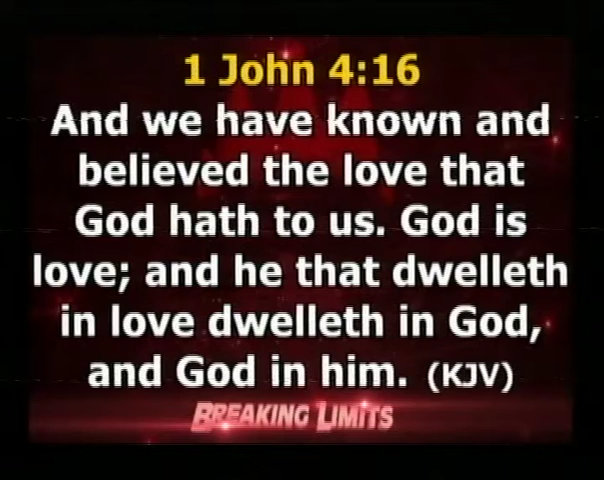 1 John 4:16
And we have known and
believed the love that
God hath to us. God is
love; and he that dwelleth
in love dwelleth in God,
and God in him. (KJV)
BREAKING LIMITS